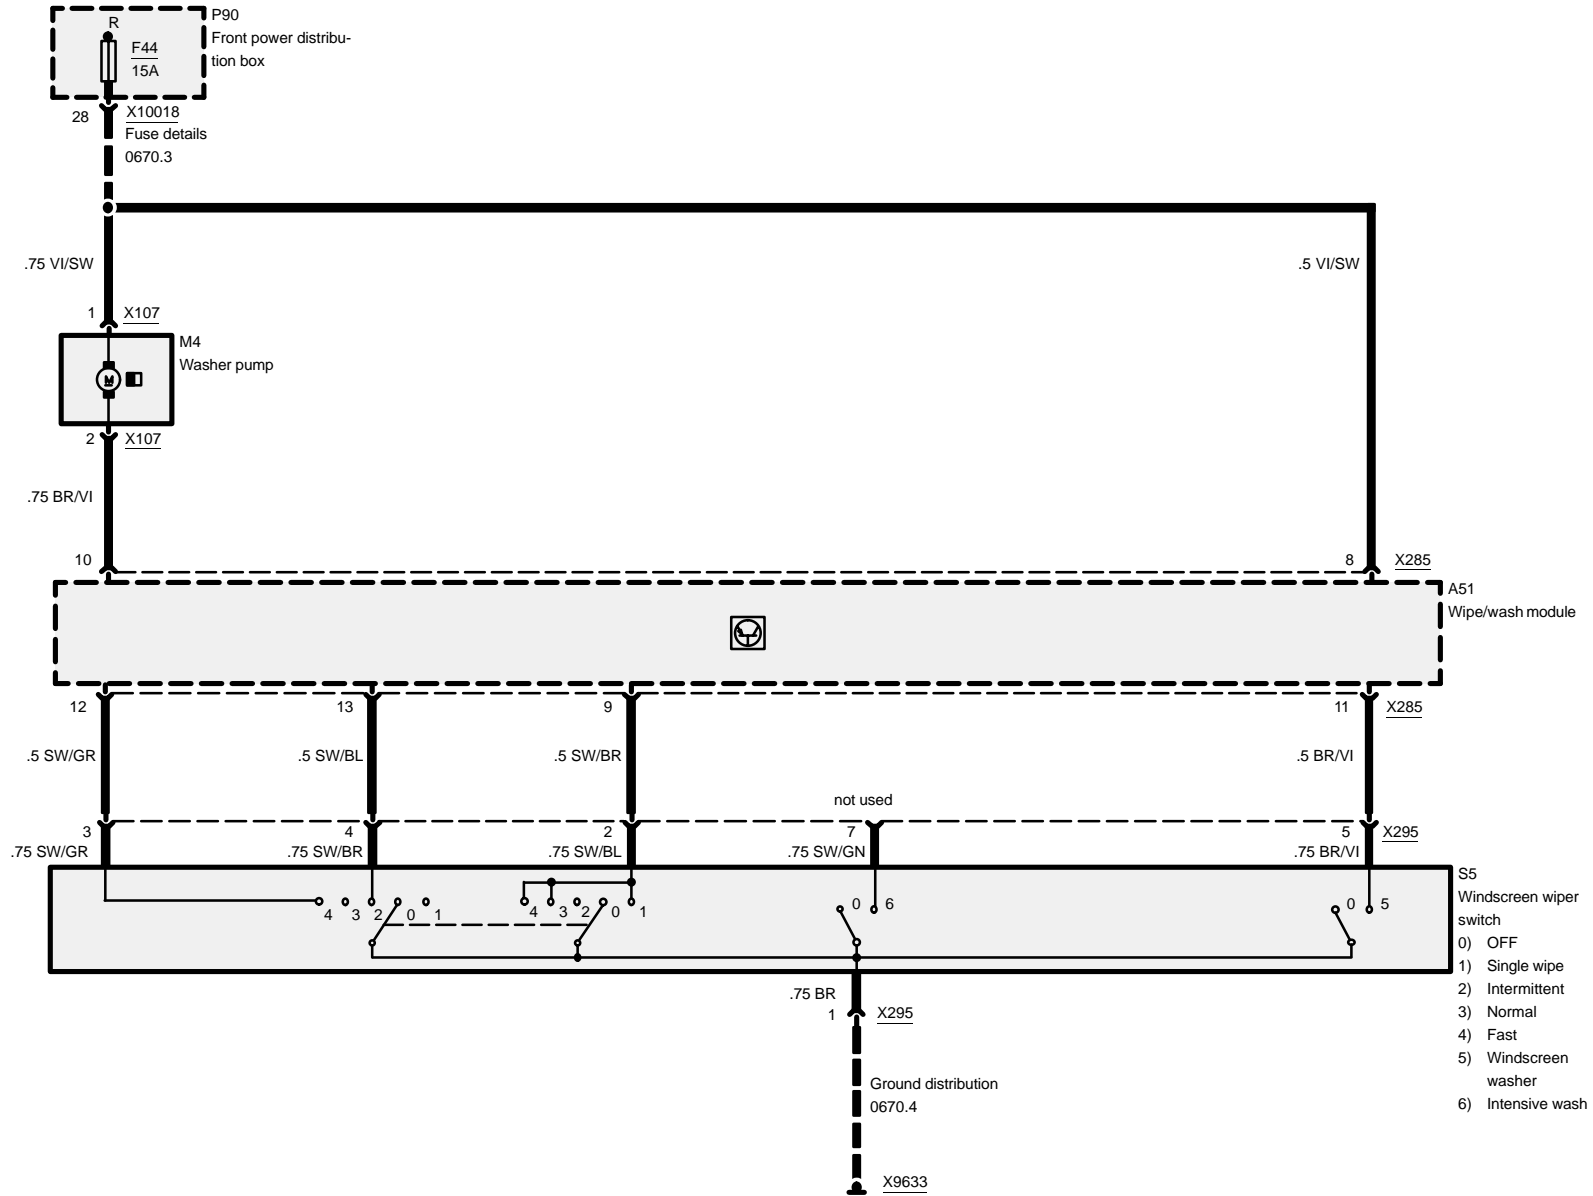 R
F44
15A
P90
Front power distribu-
tion box
28
X10018
Fuse details
0670.3
.75 VI/SW
.5 VI/SW
1
X107
M4
Washer pump
M
2
X107
.75 BR/VI
10
8
X285
A51
Wipe/wash module
12
13
9
11
X285
.5 SW/GR
.5 SW/BL
.5 SW/BR
.5 BR/VI
not used
3
4
2
7
5
X295
.75 SW/GR
.75 SW/BR
.75 SW/BL
.75 SW/GN
.75 BR/VI
4 3 2 0 1
4 3 2 0 1
0 6
0 5
S5
Windscreen wiper
switch
0) OFF
1) Single wipe
2) Intermittent
3) Normal
4) Fast
5) Windscreen
washer
6) Intensive wash
.75 BR
1
X295
Ground distribution
0670.4
X9633